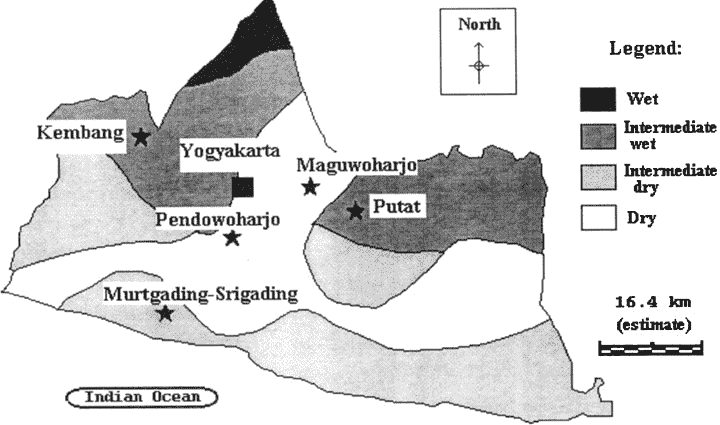 North
Legend:
Wet
Intermediate
wet
Intermediate
dry
Dry
Kembang
Yogyakarta
Maguwoharjo
Putat
Pendowoharjo
Murtgading-Srigading
16.4 km
(estimate)
Indian Ocean